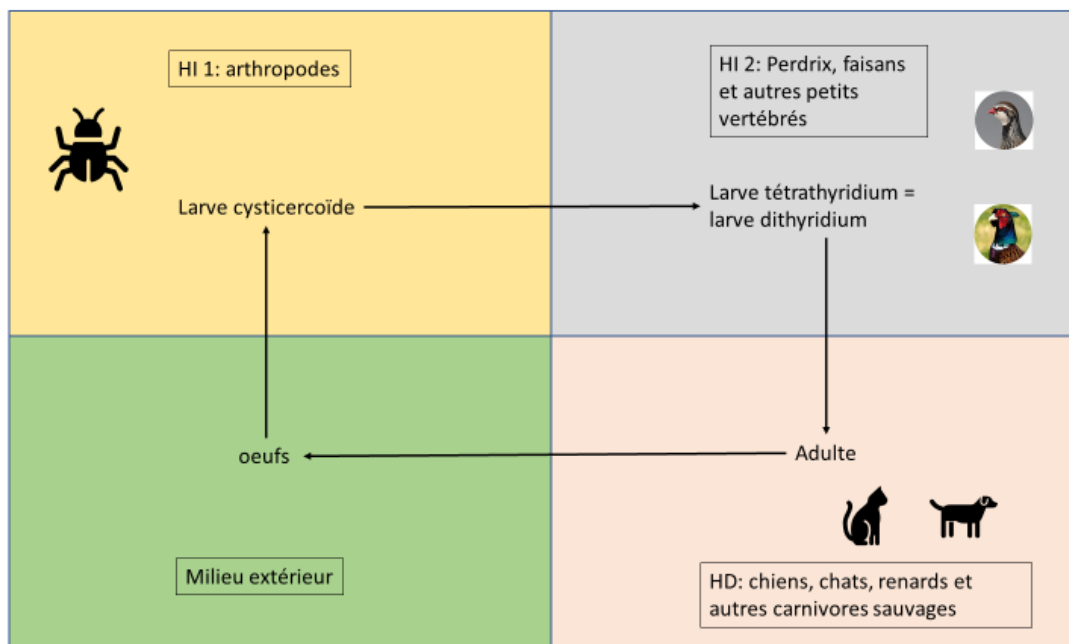 HI 1: arthropodes
HI 2: Perdrix, faisans
et autres petits
vertébrés
Larve cysticercoïde
Larve tétrathyridium =
larve dithyridium
oeufs
Adulte
Milieu extérieur
HD: chiens, chats, renards et
autres carnivores sauvages